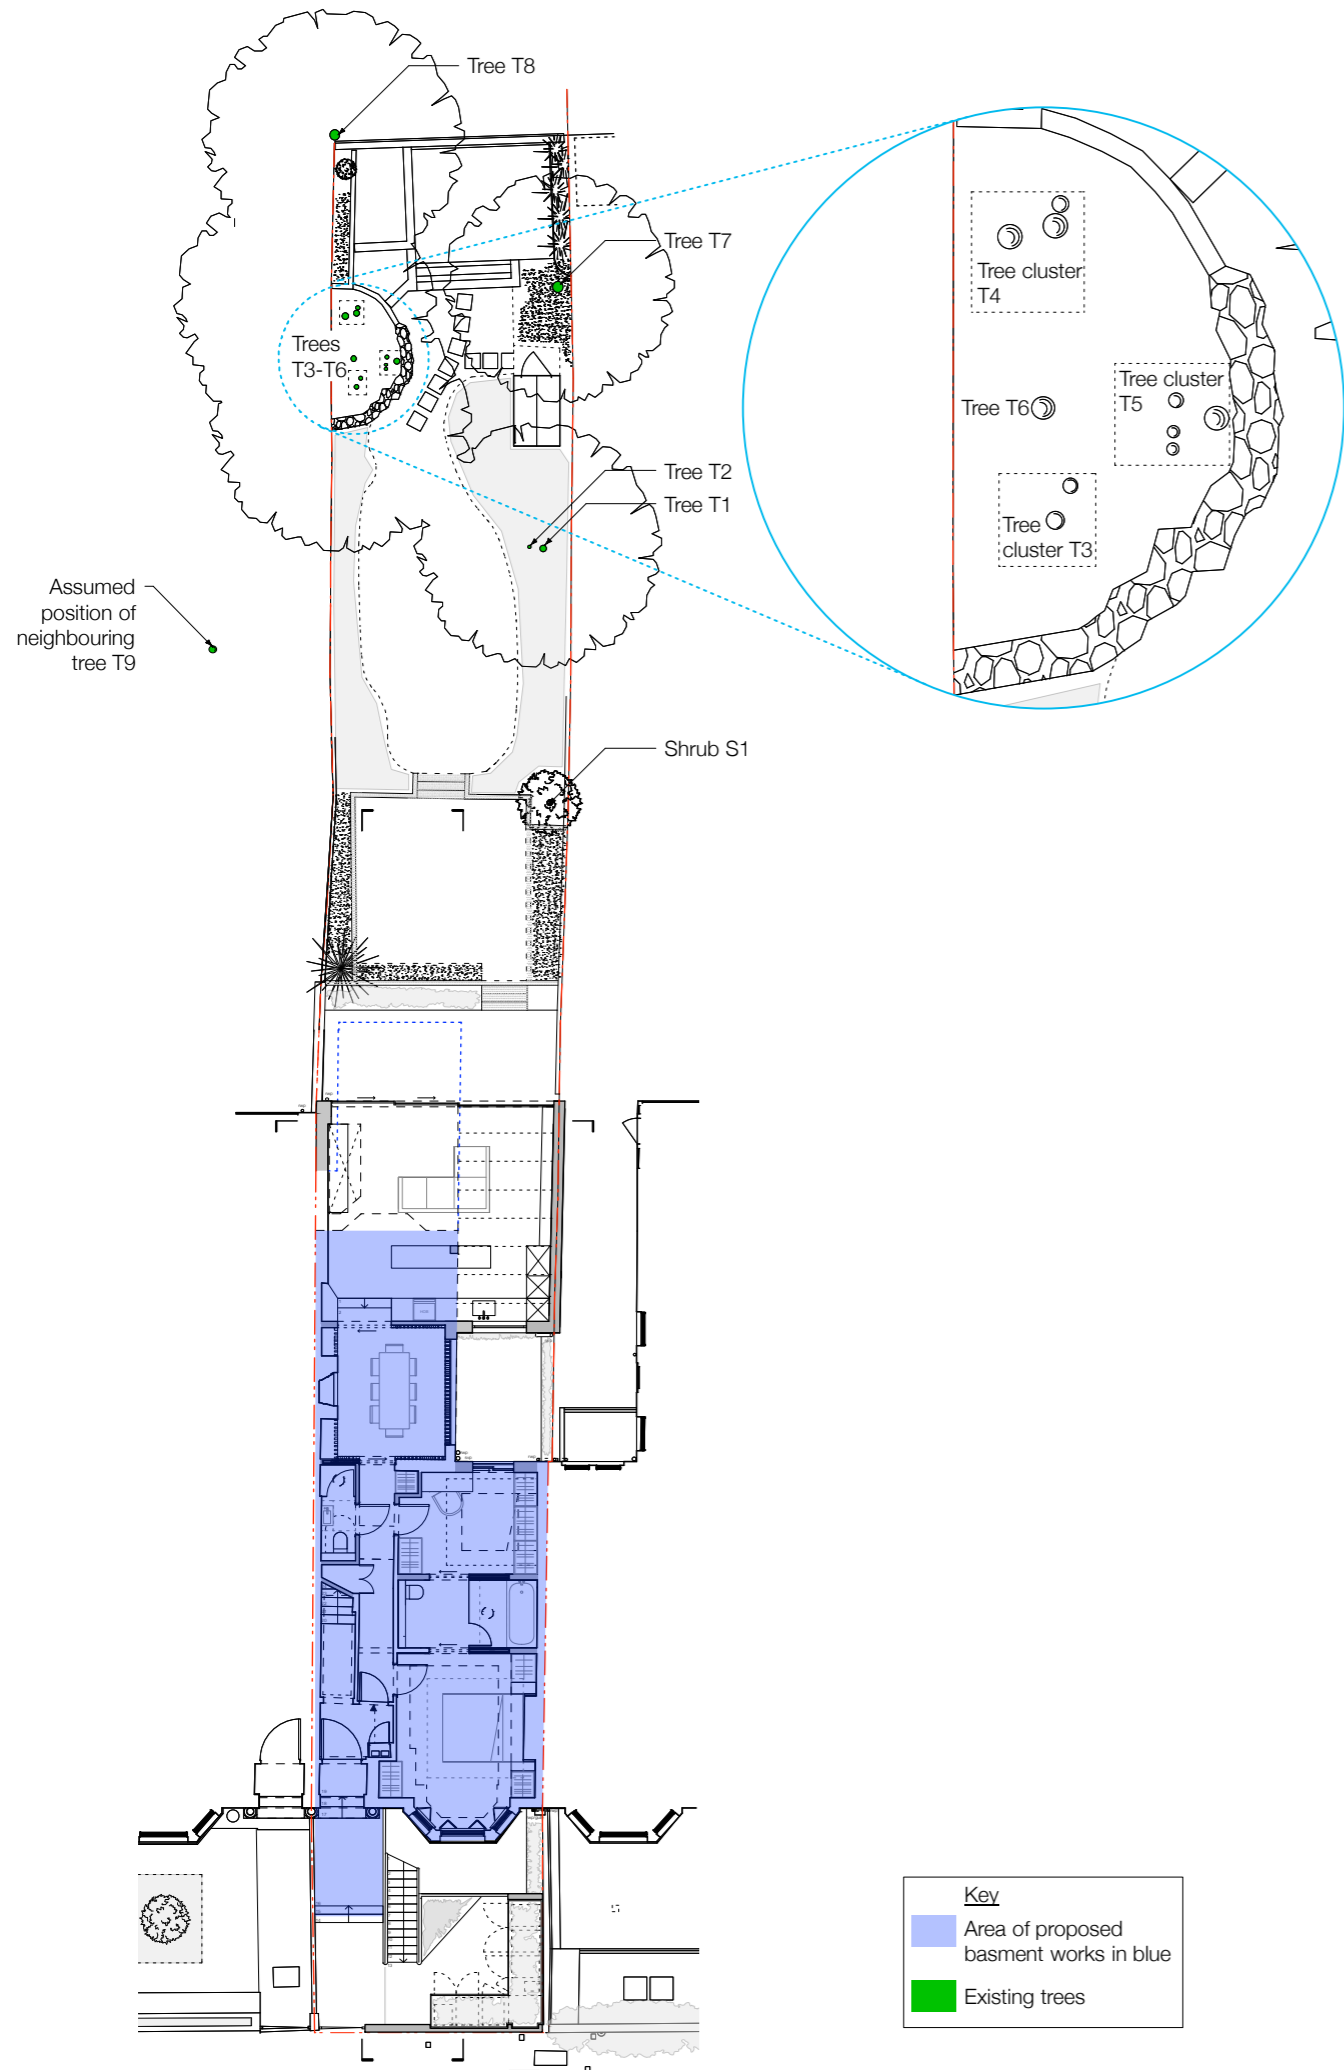 Tree T8
Tree T7
Trees
T3-T6
Tree cluster
T4
Tree cluster
T5
Tree T6
Tree
cluster T3
Tree T2
Tree T1
Assumed
position of
neighbouring
tree T9
Shrub S1
Key
Area of proposed
basment works in blue
Existing trees